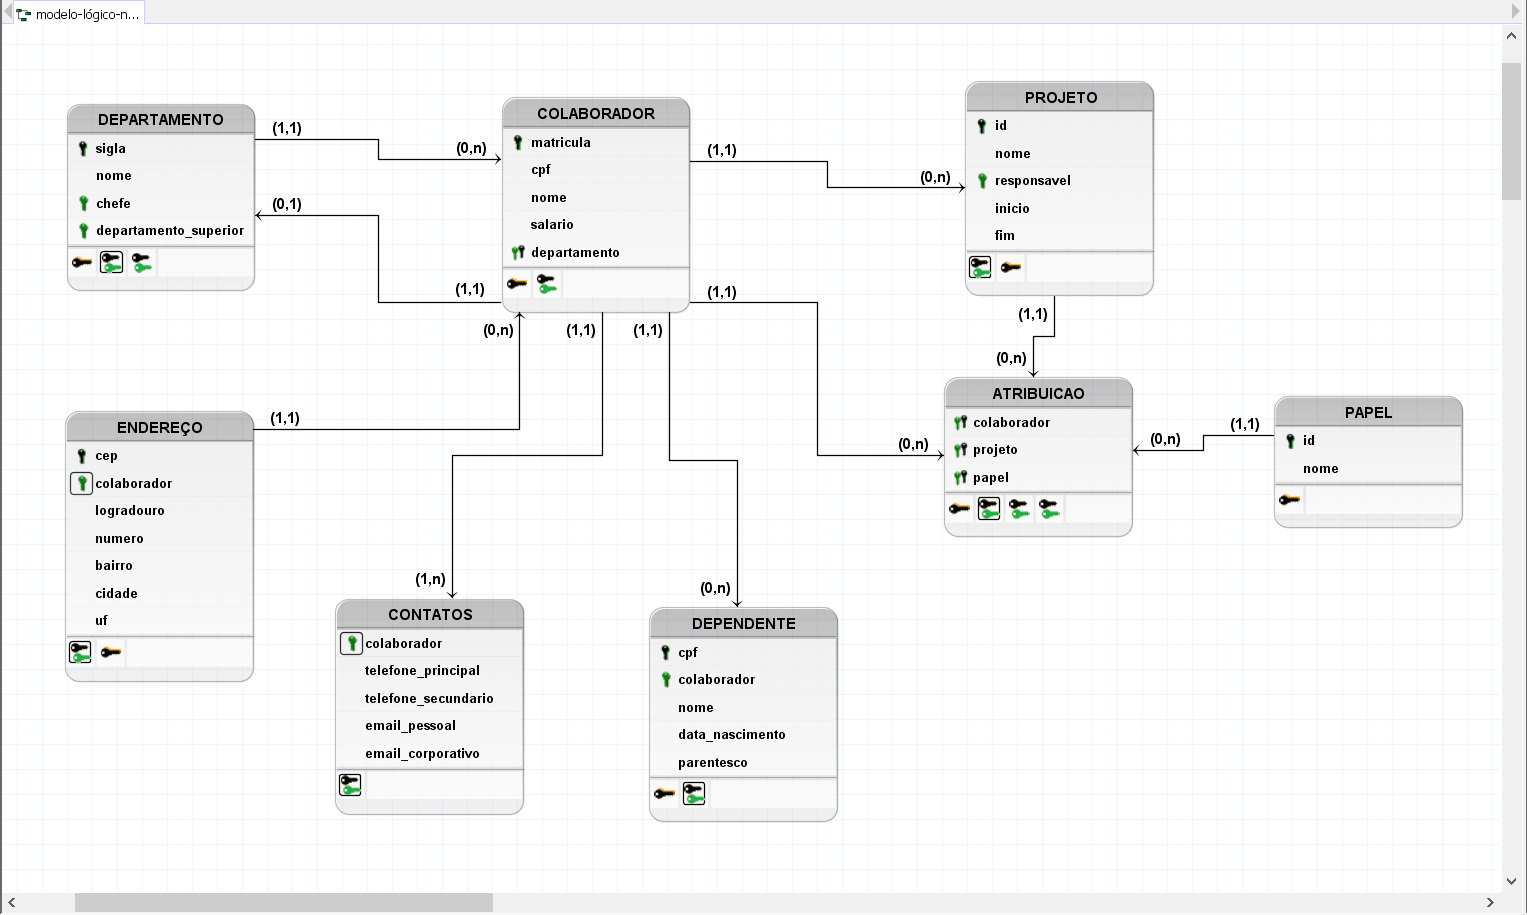 modelo-lógico-n...
DEPARTAMENTO
sigla
nome
chefe
departamento_superior
(1,1)
(0,n)
(0,1)
(1,1)
COLABORADOR
matricula
cpf
nome
salario
departamento
(1,1)
(0,n)
PROJETO
id
nome
responsavel
inicio
fim
(1,1)
(0,n)
(1,1)
(1,1)
(1,1)
(0,n)
(0,n)
ATRIBUICAO
colaborador
projeto
papel
(0,n)
(1,1)
PAPEL
id
nome
ENDEREÇO
cep
colaborador
logradouro
numero
bairro
cidade
uf
(1,1)
(1,n)
CONTATOS
colaborador
telefone_principal
telefone_secundario
email_pessoal
email_corporativo
(0,n)
DEPENDENTE
cpf
colaborador
nome
data_nascimento
parentesco